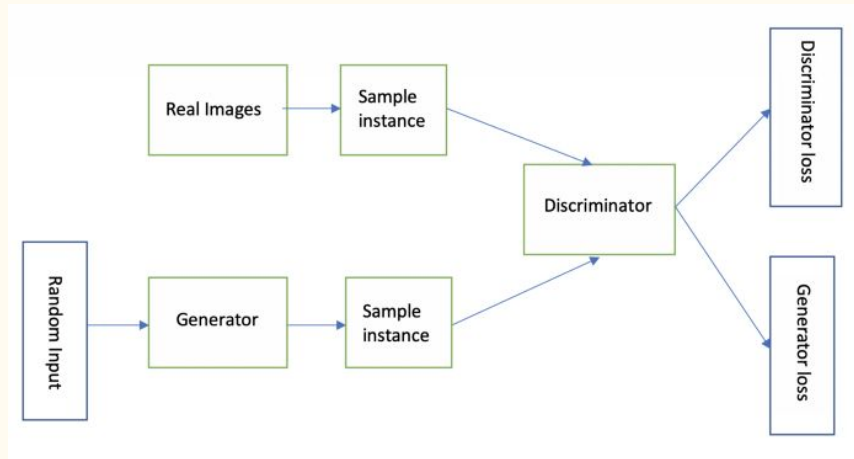 Real Images
Sample
instance
Discriminator
Discriminator loss
Random Input
Generator
Sample
instance
Generator loss